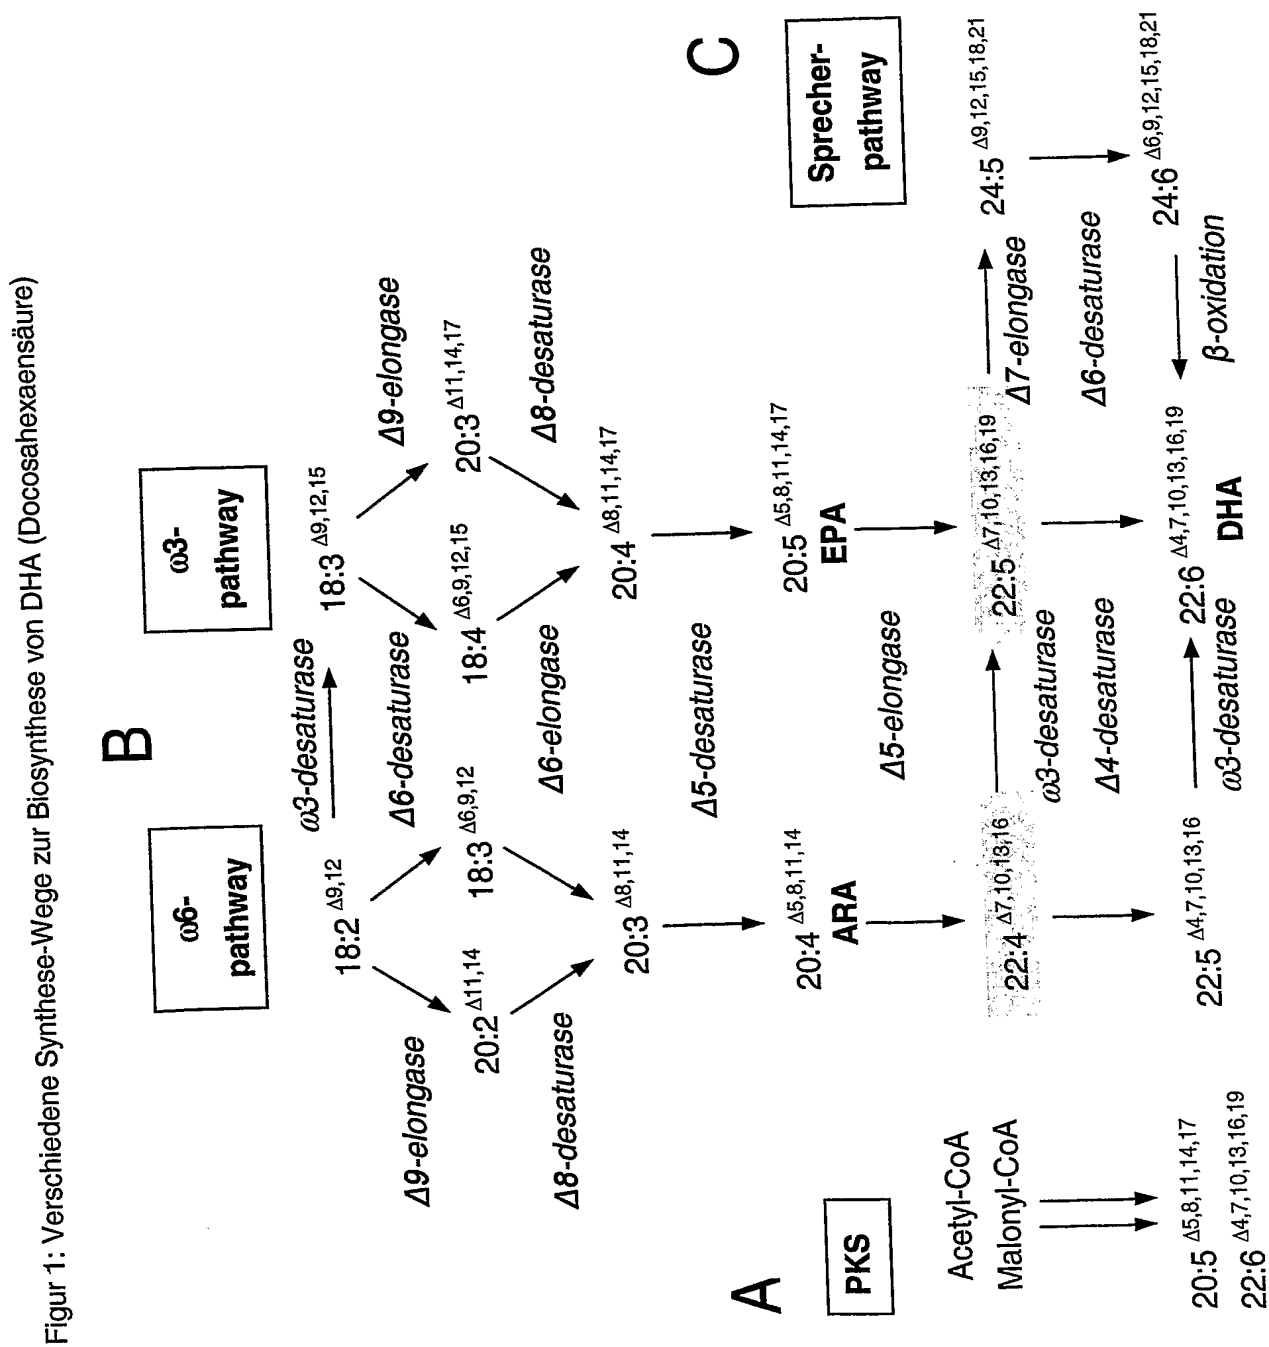 Figur 1: Verschiedene Synthese-Wege zur Biosynthese von DHA (Docosahexaensäure)
B
ω6-
pathway
ω3-
pathway
ω3-desaturase
18:2 Δ9,12
18:3 Δ9,12,15
Δ9-elongase
Δ6-desaturase
Δ9-elongase
20:2 Δ11,14
18:3 Δ6,9,12
18:4 Δ6,9,12,15
20:3 Δ11,14,17
Δ8-desaturase
Δ6-elongase
Δ8-desaturase
20:3 Δ8,11,14
20:4 Δ8,11,14,17
Δ5-desaturase
20:4 Δ5,8,11,14
ARA
20:5 Δ5,8,11,14,17
EPA
Δ5-elongase
A
PKS
Acetyl-CoA
Malonyl-CoA
20:5 Δ5,8,11,14,17
22:6 Δ4,7,10,13,16,19
22:4 Δ7,10,13,16
22:5 Δ7,10,13,16,19
ω3-desaturase
Δ4-desaturase
22:5 Δ4,7,10,13,16
22:6 Δ4,7,10,13,16,19
DHA
ω3-desaturase
C
Sprecher-
pathway
24:5 Δ9,12,15,18,21
Δ7-elongase
Δ6-desaturase
24:6 Δ6,9,12,15,18,21
β-oxidation